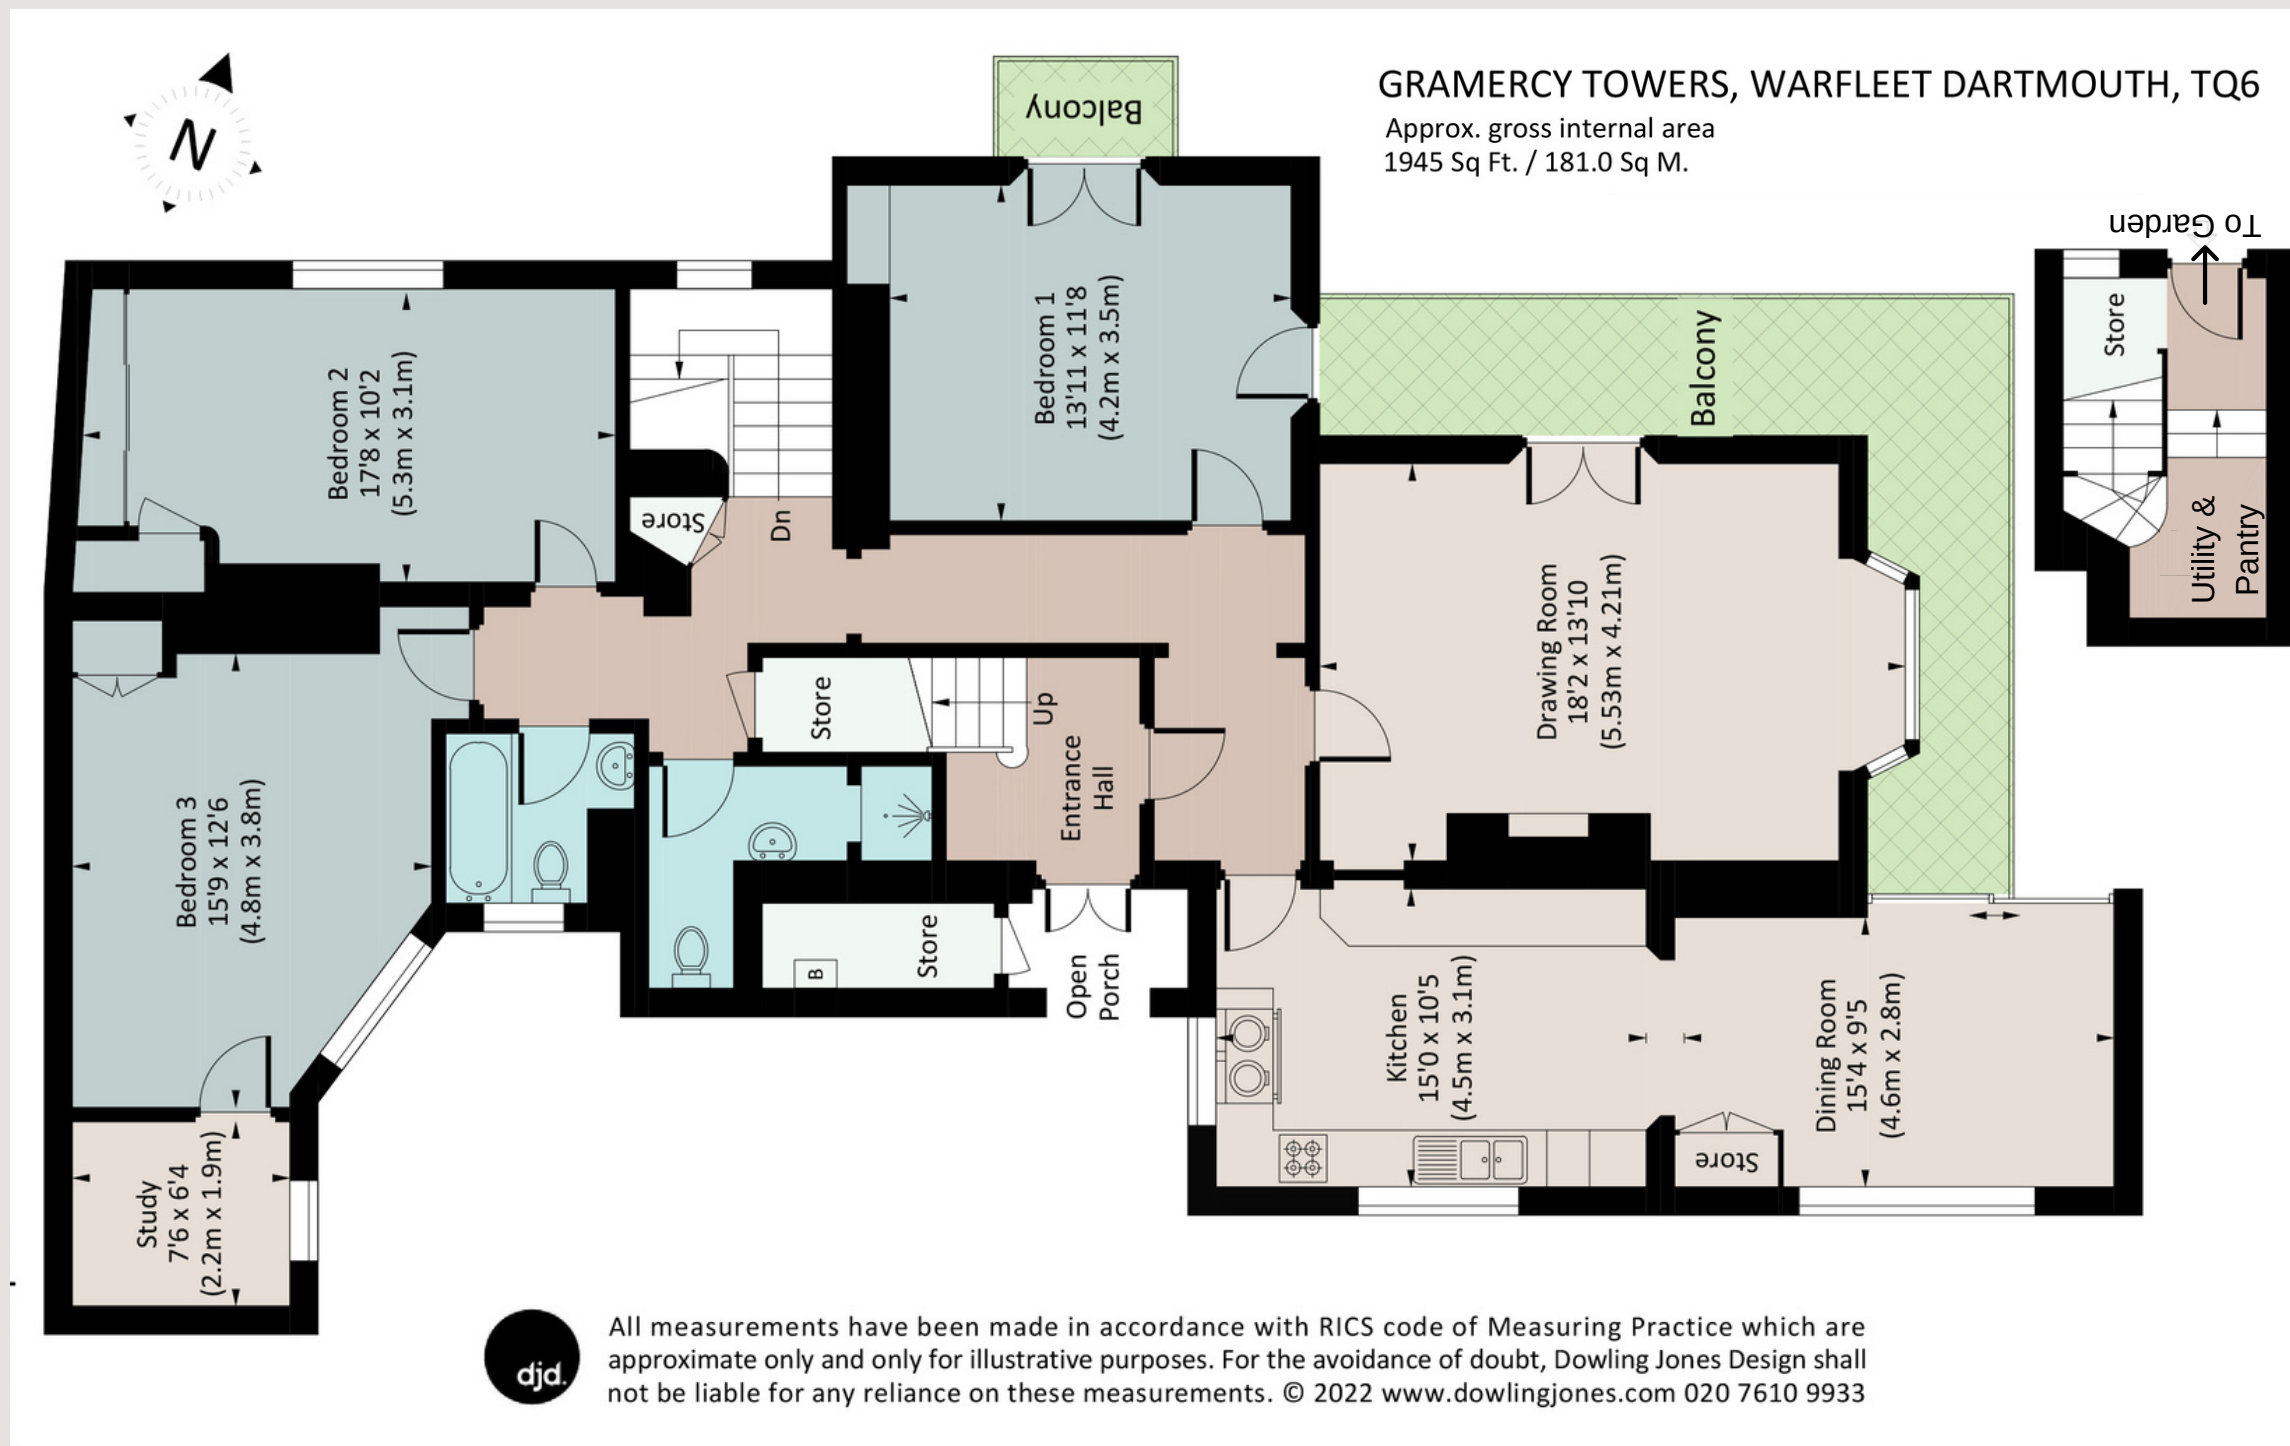 GRAMERCY TOWERS, WARFLEET DARTMOUTH, TQ6
Approx. gross internal area
1945 Sq Ft. / 181.0 Sq M.
N
Balcony
Bedroom 1
13'11 x 11'8
(4.2m x 3.5m)
Bedroom 2
17'8 x 10'2
(5.3m x 3.1m)
Store
Dn
Balcony
To Garden
Store
Utility &
Pantry
Drawing Room
18'2 x 13'10
(5.53m x 4.21m)
Store
Up
Entrance
Hall
Bedroom 3
15'9 x 12'6
(4.8m x 3.8m)
B
Store
Open
Porch
Kitchen
15'0 x 10'5
(4.5m x 3.1m)
Dining Room
15'4 x 9'5
(4.6m x 2.8m)
Store
Study
7'6 x 6'4
(2.2m x 1.9m)
djd.
All measurements have been made in accordance with RICS code of Measuring Practice which are
approximate only and only for illustrative purposes. For the avoidance of doubt, Dowling Jones Design shall
not be liable for any reliance on these measurements. © 2022 www.dowlingjones.com 020 7610 9933